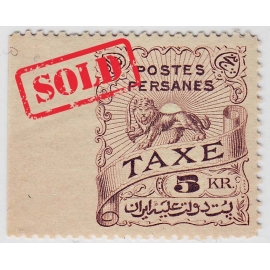 SOLD
POSTES
PERSANES
TAXE
5 KR.
پست دولت علیه ایران